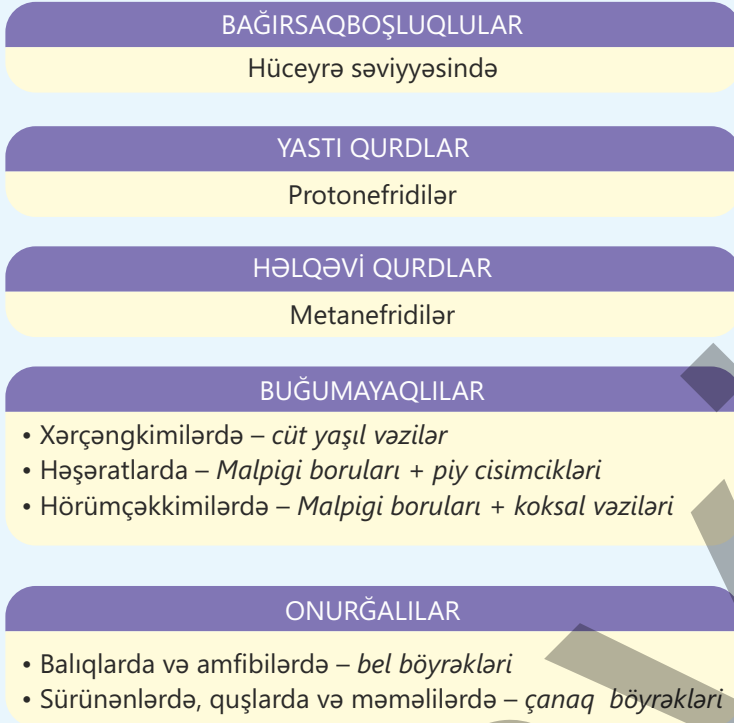 BAĞIRSAQBOŞLUQLULAR
Hüceyrə səviyyəsində
YASTI QURDLAR
Protonefridilər
HƏLQƏVİ QURDLAR
Metanefridilər
BUĞUMAYAQLILAR
• Xərçəngkimilərdə – cüt yaşıl vəzilər
• Həşəratlarda – Malpigi boruları + piy cisimcikləri
• Hörümçəkkimilərdə – Malpigi boruları + koksal vəziləri
ONURĞALILAR
• Balıqlarda və amfibilərdə – bel böyrəkləri
• Sürünənlərdə, quşlarda və məməlilərdə – çanaq böyrəkləri